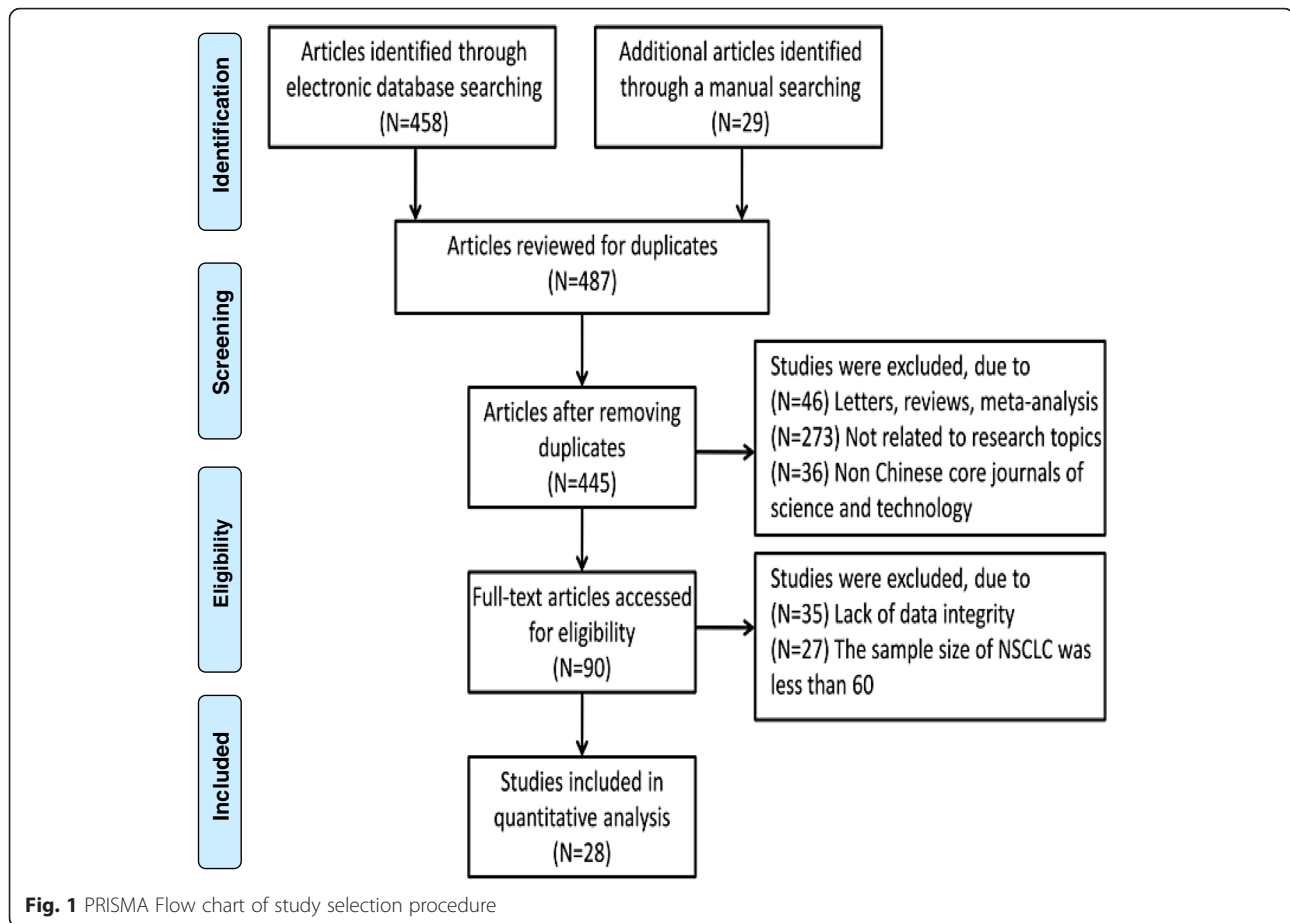 Identification
Articles identified through
electronic database searching
(N=458)
Additional articles identified
through a manual searching
(N=29)
Articles reviewed for duplicates
(N=487)
Screening
Articles after removing
duplicates
(N=445)
Studies were excluded, due to
(N=46) Letters, reviews, meta-analysis
(N=273) Not related to research topics
(N=36) Non Chinese core journals of
science and technology
Eligibility
Full-text articles accessed
for eligibility
(N=90)
Studies were excluded, due to
(N=35) Lack of data integrity
(N=27) The sample size of NSCLC was
less than 60
Included
Studies included in
quantitative analysis
(N=28)
Fig. 1 PRISMA Flow chart of study selection procedure